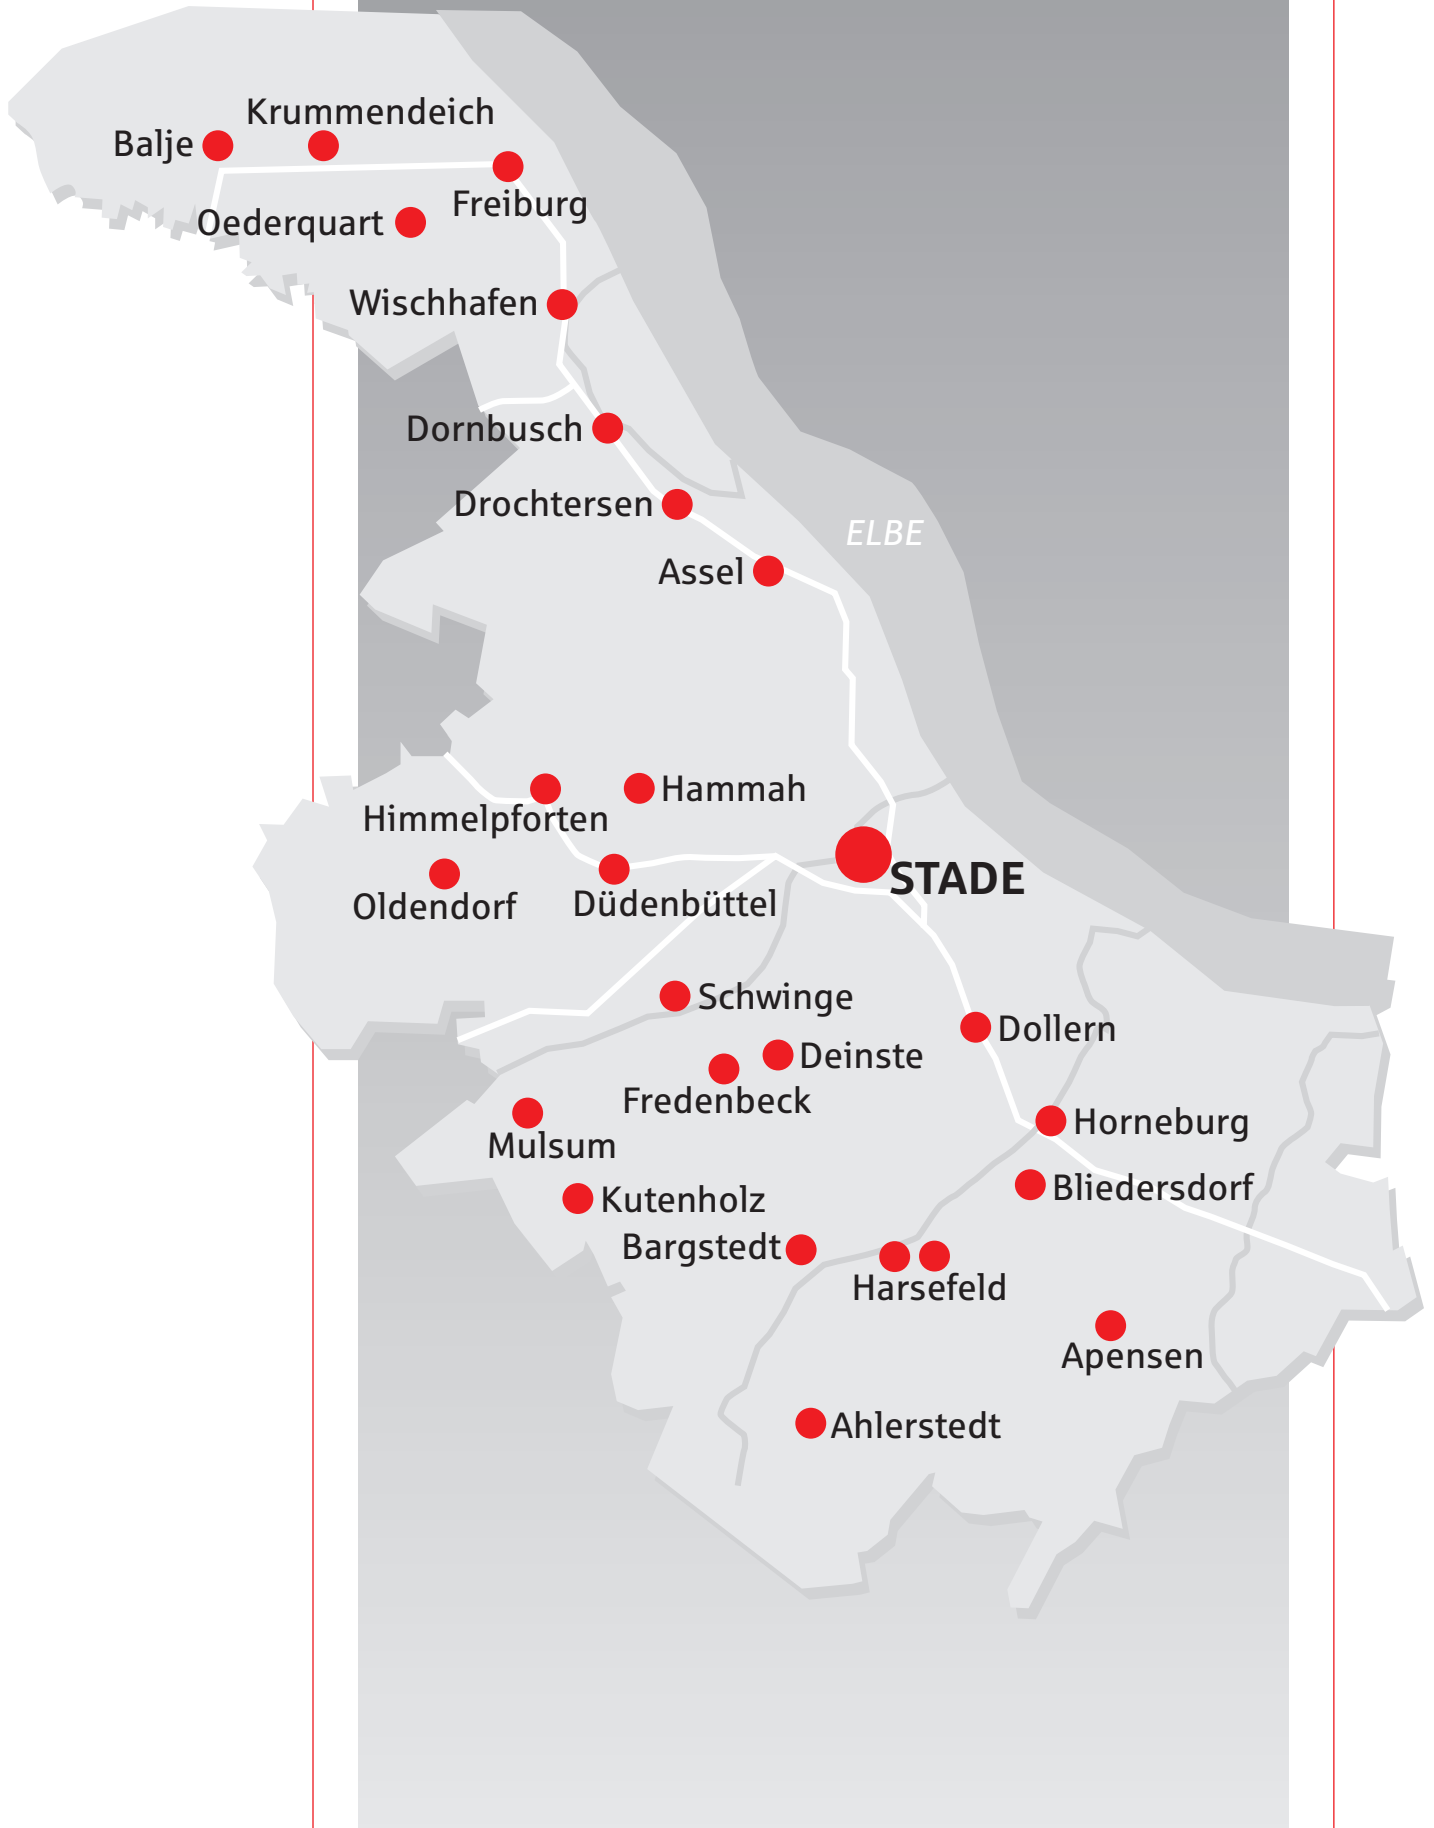 Krummendeich
Balje
Freiburg
Oederquart
Wischhafen
Dornbusch
Drochtersen
ELBE
Assel
Hammah
Himmelpforten
STADE
Oldendorf
Düdenbüttel
Schwinge
Dollern
Deinste
Fredenbeck
Horneburg
Mulsum
Bliedersdorf
Kutenholz
Bargstedt
Harsefeld
Apensen
Ahlerstedt